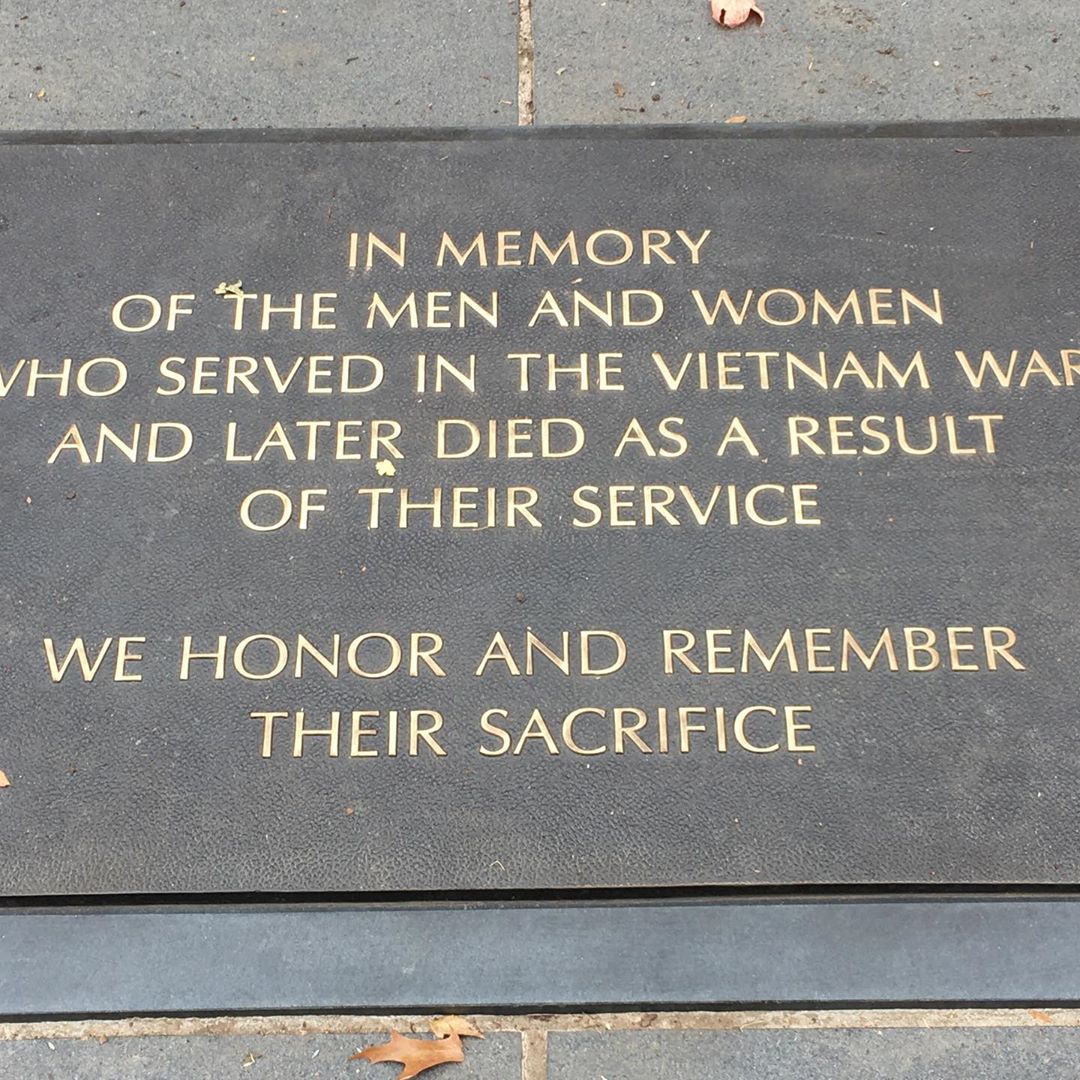 IN MEMORY
OF THE MEN AND WOMEN
WHO SERVED IN THE VIETNAM WAR
AND LATER DIED AS A RESULT
OF THEIR SERVICE
WE HONOR AND REMEMBER
THEIR SACRIFICE